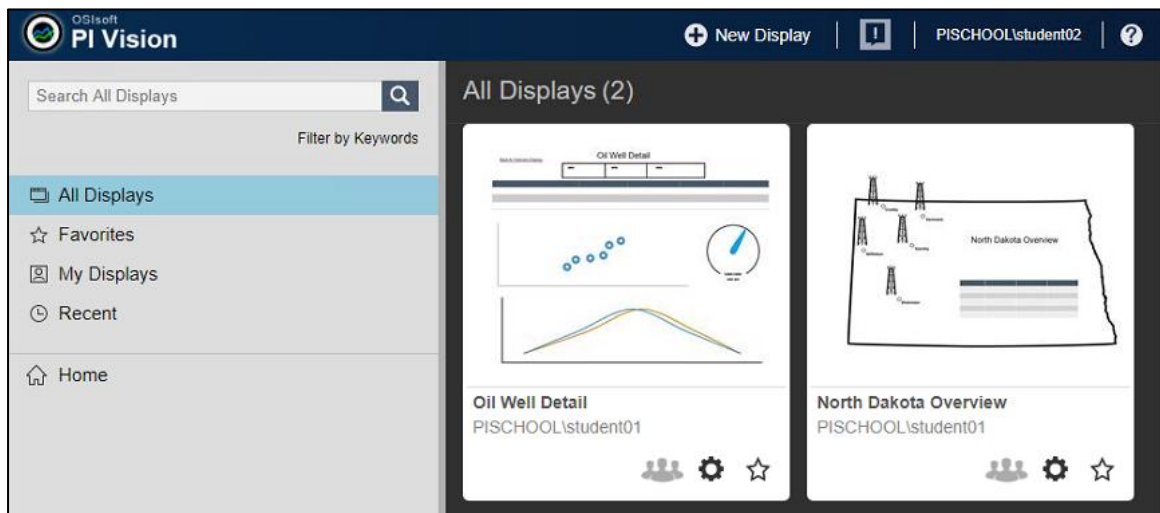 OSIsoft
PI Vision
New Display
PISCHOOL\student02
?
Search All Displays
Filter by Keywords
All Displays
Favorites
My Displays
Recent
Home
All Displays (2)
Oil Well Detail
Oil Well Detail
PISCHOOL\student01
North Dakota Overview
North Dakota Overview
PISCHOOL\student01